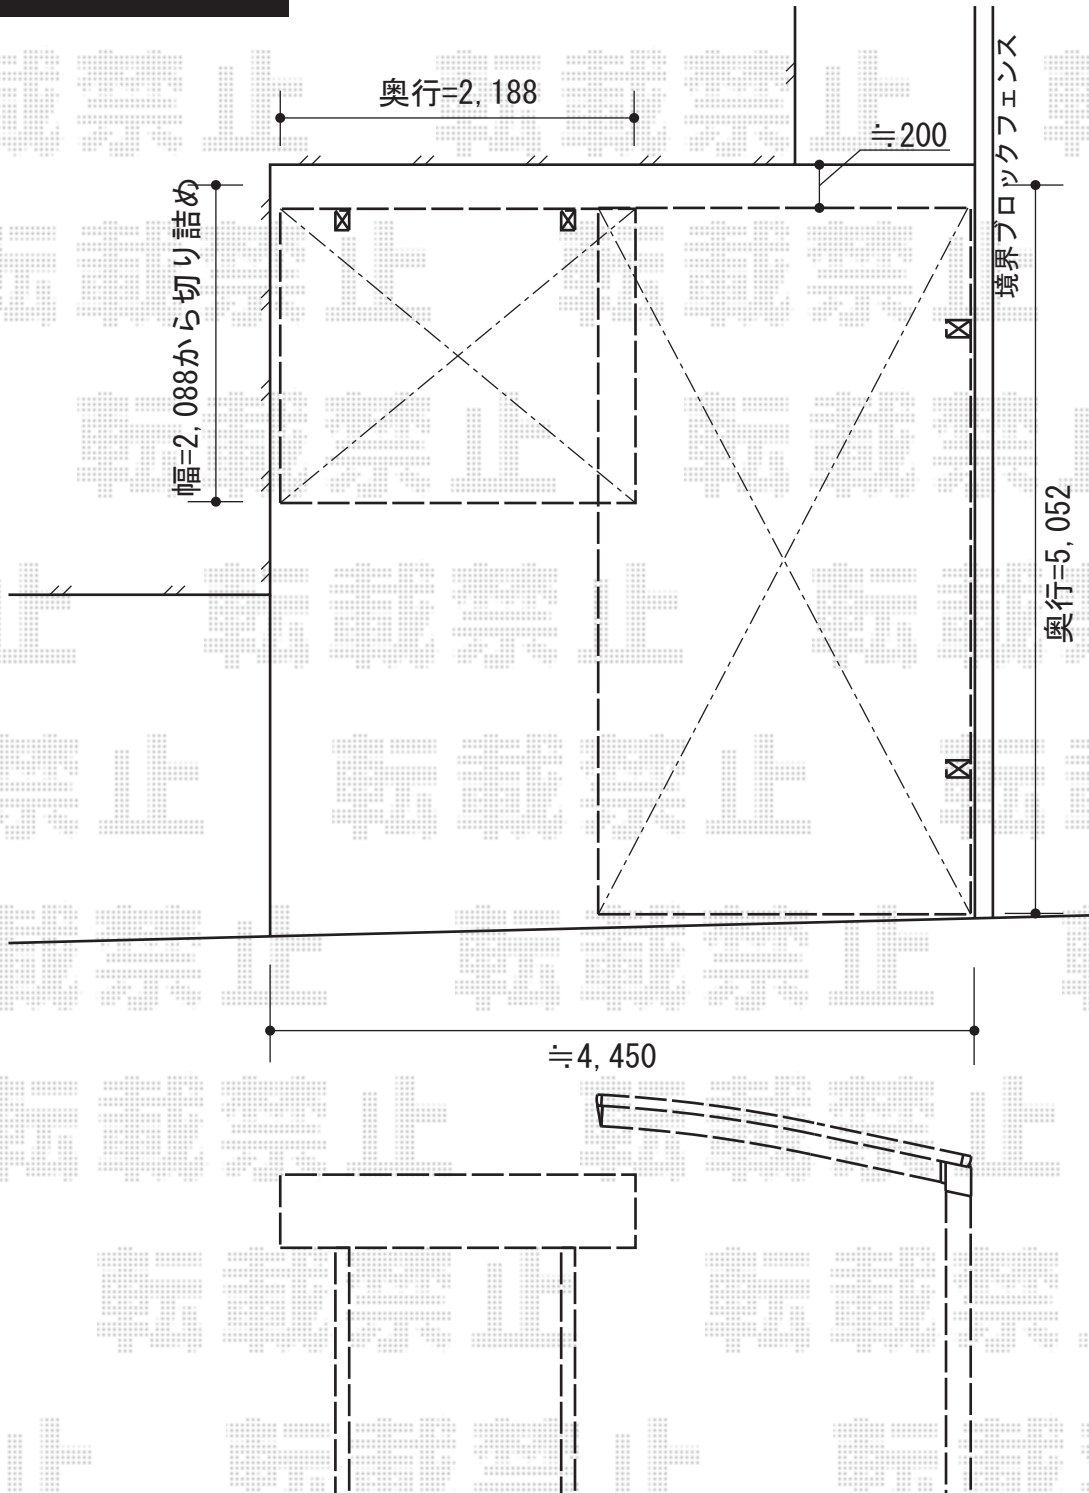 奥行=2,188
≒200
境界ブロックフェンス
幅=2,088から切り詰め
奥行=5,052
≒4,450
転載禁止